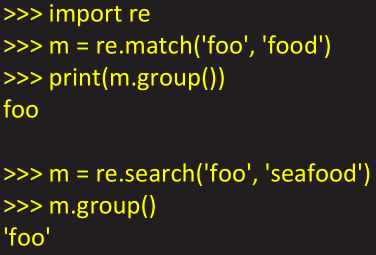 >>> import re
>>> m = re.match('foo', 'food')
>>> print(m.group())
foo
>>> m = re.search('foo', 'seafood')
>>> m.group()
'foo'